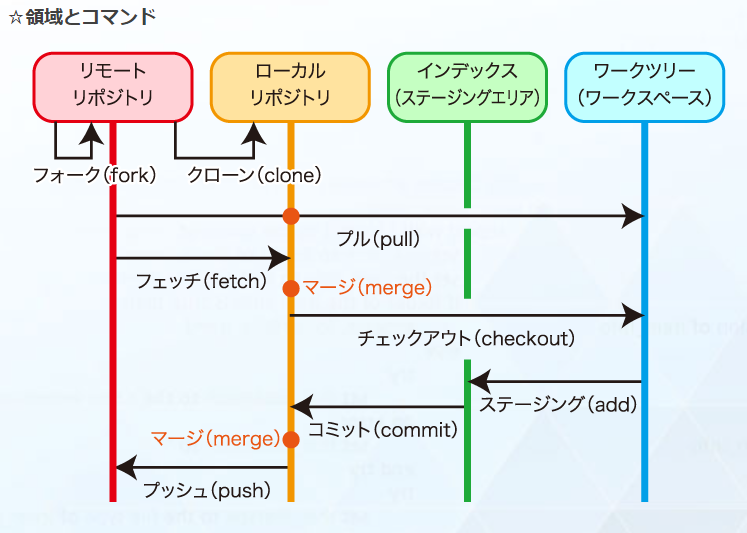 ☆領域とコマンド
リモート
リポジトリ
ローカル
リポジトリ
インデックス
（ステージングエリア）
ワークツリー
（ワークスペース）
フォーク（fork）
クローン（clone）
プル（pull）
フェッチ（fetch）
マージ（merge）
チェックアウト（checkout）
ステージング（add）
コミット（commit）
マージ（merge）
プッシュ（push）